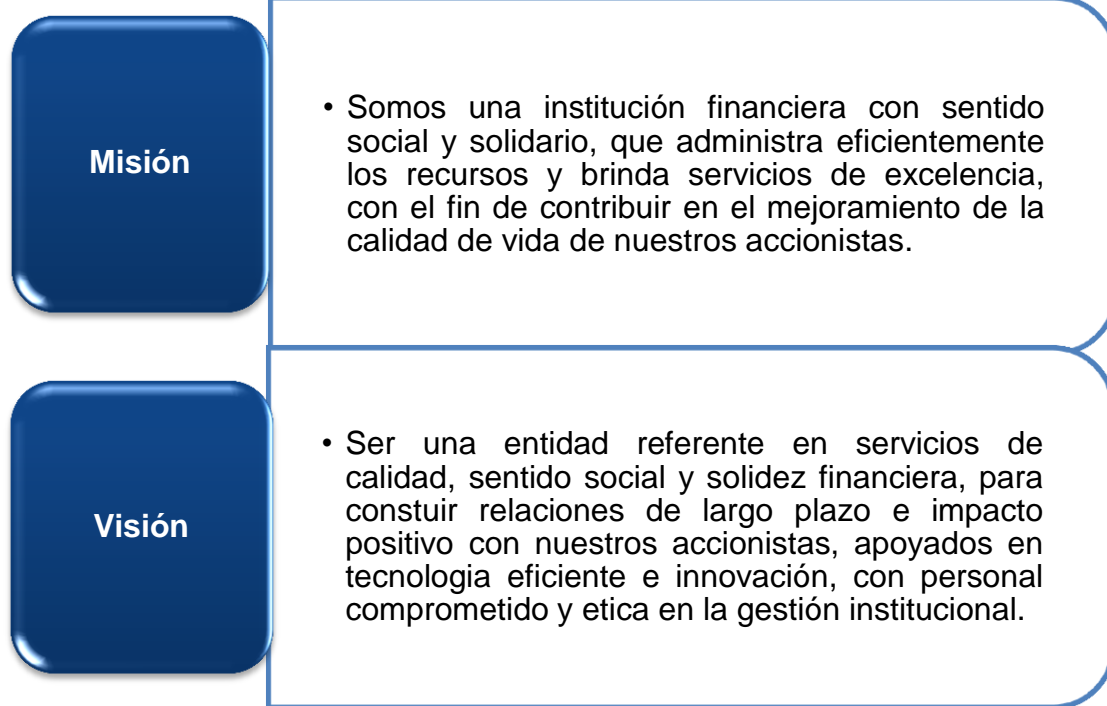 Misión
• Somos una institución financiera con sentido
social y solidario, que administra eficientemente
los recursos y brinda servicios de excelencia,
con el fin de contribuir en el mejoramiento de la
calidad de vida de nuestros accionistas.
Visión
• Ser una entidad referente en servicios de
calidad, sentido social y solidez financiera, para
constuir relaciones de largo plazo e impacto
positivo con nuestros accionistas, apoyados en
tecnologia eficiente e innovación, con personal
comprometido y etica en la gestión institucional.